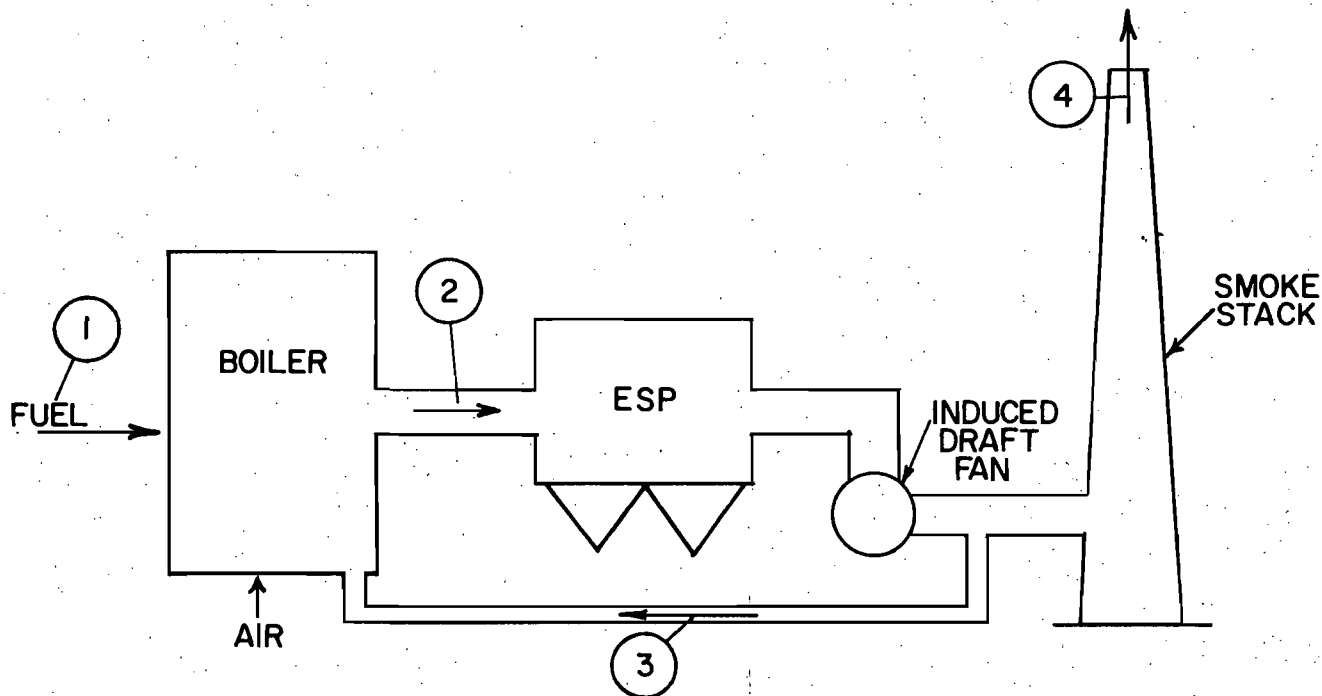 4
SMOKE
STACK
2
1
BOILER
FUEL
ESP
INDUCED
DRAFT
FAN
AIR
3